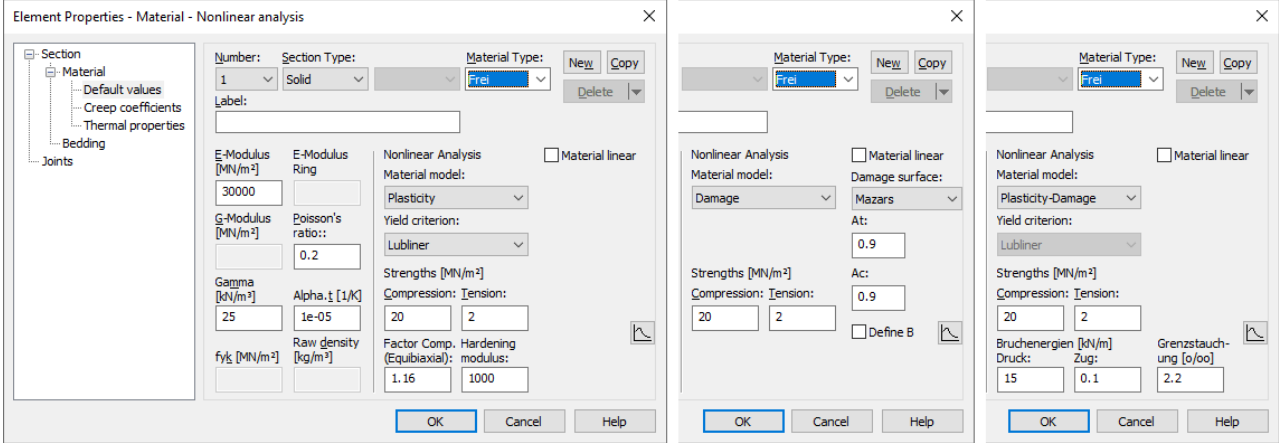 Element Properties - Material - Nonlinear analysis
Section
Material
Default values
Creep coefficients
Thermal properties
Bedding
Joints
Number: Section Type: Material Type:
1 Solid Frei New Copy
Delete
Label:
E-Modulus [MN/m²]
30000
E-Modulus Ring
G-Modulus [MN/m²]
Poisson's ratio::
0.2
Gamma [kN/m³]
25
Alpha.t [1/K]
1e-05
fyk [MN/m²]
Raw density [kg/m³]
Nonlinear Analysis Material linear
Material model:
Plasticity
Yield criterion:
Lubliner
Strengths [MN/m²]
Compression: Tension:
20 2
Factor Comp. (Equibiaxial):
1.16
Hardening modulus:
1000
OK Cancel Help
Material Type:
Frei New Copy
Delete
Nonlinear Analysis Material linear
Material model: Damage surface:
Damage Mazars
At:
0.9
Strengths [MN/m²] Ac:
Compression: Tension: 0.9
20 2
Define B
OK Cancel Help
Material Type:
Frei New Copy
Delete
Nonlinear Analysis Material linear
Material model:
Plasticity-Damage
Yield criterion:
Lubliner
Strengths [MN/m²]
Compression: Tension:
20 2
Bruchenergien [kN/m] Grenzstauch-
Druck: Zug: ung [o/oo]
15 0.1 2.2
OK Cancel Help